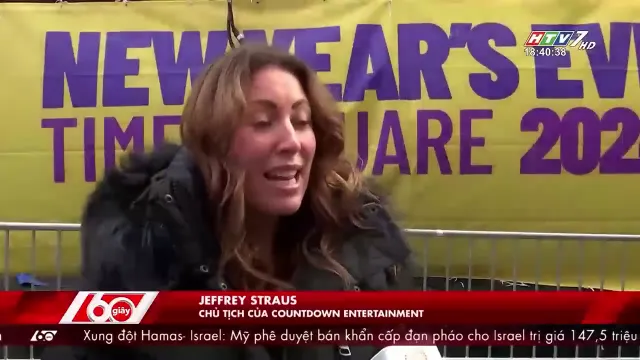 HTV7 HD
18:40:38
NEW YEAR'S EV
TIME SQUARE 202
60 giây
JEFFREY STRAUS
CHỦ TỊCH CỦA COUNTDOWN ENTERTAINMENT
60s Xung đột Hamas- Israel: Mỹ phê duyệt bán khẩn cấp đạn pháo cho Israel trị giá 147,5 triệu